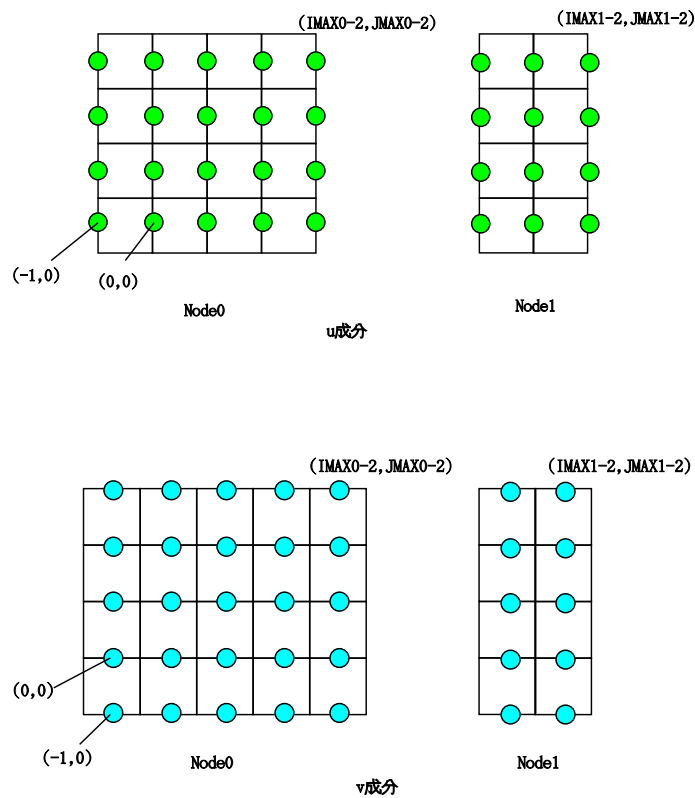 (IMAX0-2,JMAX0-2)
(IMAX1-2,JMAX1-2)
(-1,0)
(0,0)
Node0
Node1
u成分
(IMAX0-2,JMAX0-2)
(IMAX1-2,JMAX1-2)
(0,0)
(-1,0)
Node0
Node1
v成分